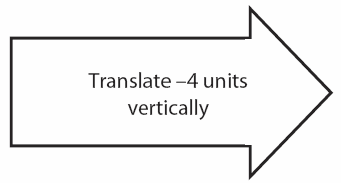 Translate –4 units
vertically